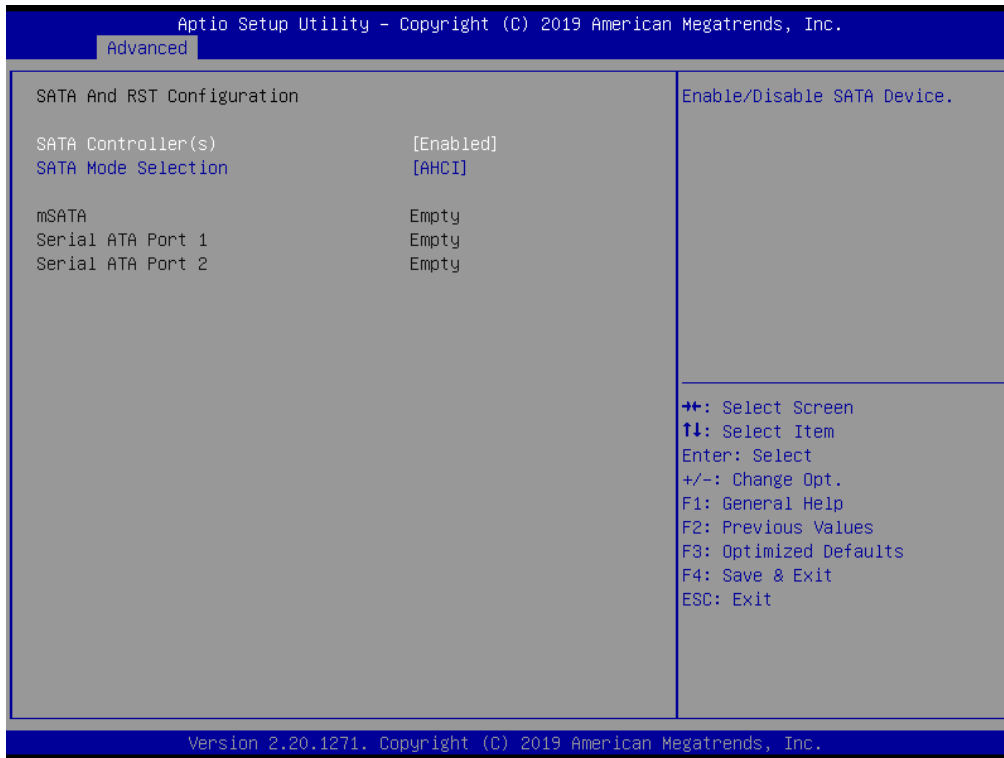 Aptio Setup Utility – Copyright (C) 2019 American Megatrends, Inc.
Advanced
SATA And RST Configuration
SATA Controller(s) [Enabled]
SATA Mode Selection [AHCI]
mSATA Empty
Serial ATA Port 1 Empty
Serial ATA Port 2 Empty
Enable/Disable SATA Device.
→←: Select Screen
↑↓: Select Item
Enter: Select
+/-: Change Opt.
F1: General Help
F2: Previous Values
F3: Optimized Defaults
F4: Save & Exit
ESC: Exit
Version 2.20.1271. Copyright (C) 2019 American Megatrends, Inc.